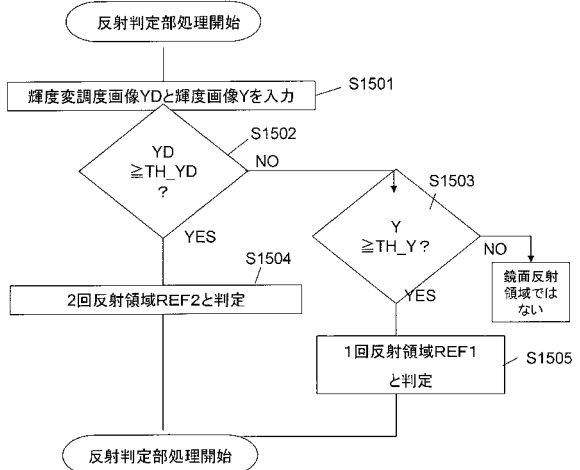 反射判定部処理開始
S1501
輝度変調度画像YDと輝度画像Yを入力
S1502
YD
≧TH_YD
?
NO
YES
S1503
Y
≧TH_Y?
NO
YES
鏡面反射
領域では
ない
S1504
2回反射領域REF2と判定
1回反射領域REF1
と判定
S1505
反射判定部処理開始